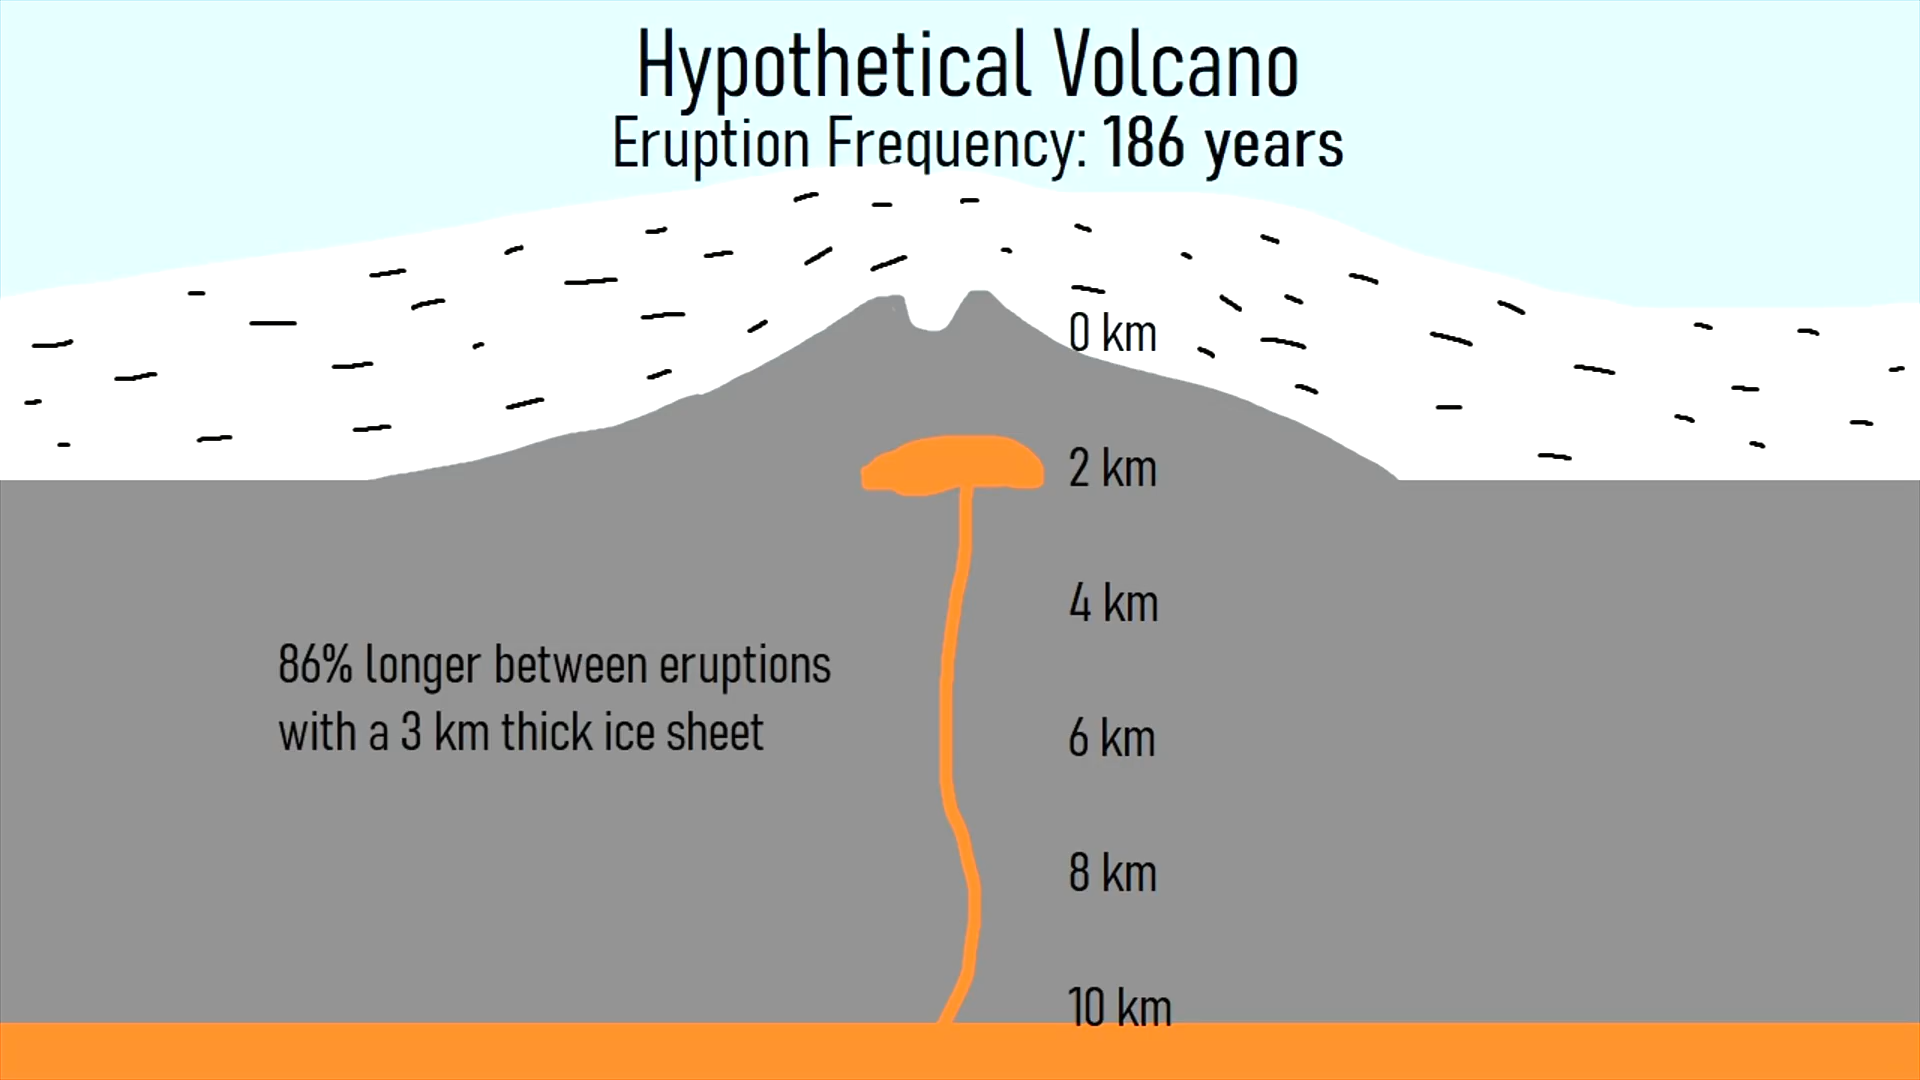 Hypothetical Volcano
Eruption Frequency: 186 years
0 km
2 km
4 km
86% longer between eruptions
with a 3 km thick ice sheet
6 km
8 km
10 km